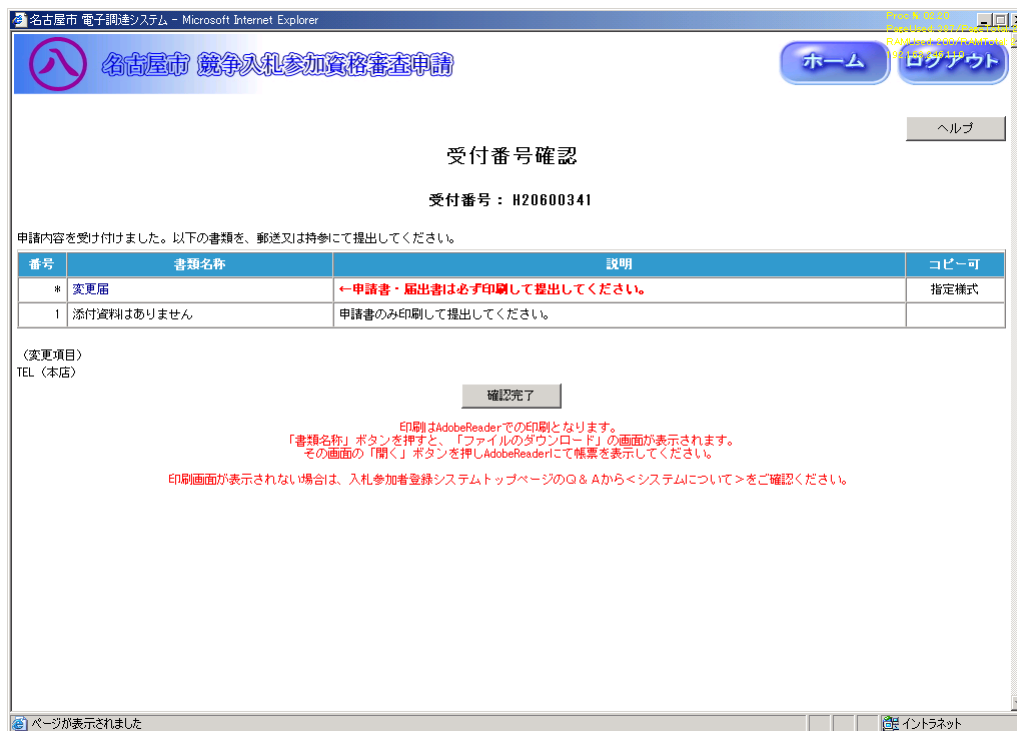 名古屋市 電子調達システム - Microsoft Internet Explorer
八
名古屋市 競争入札参加資格審査申請
ホーム
ログアウト
ヘルプ
受付番号確認
受付番号： H20600341
申請内容を受け付けました。以下の書類を、郵送又は持参にて提出してください。
番号 書類名称 説明 コピー可
* 変更届 ←申請書・届出書は必ず印刷して提出してください。 指定様式
1 添付資料はありません 申請書のみ印刷して提出してください。
（変更項目）
TEL（本店）
確認完了
印刷はAdobeReaderでの印刷となります。
「書類名称」ボタンを押すと、「ファイルのダウンロード」の画面が表示されます。
その画面の「開く」ボタンを押しAdobeReaderにて帳票を表示してください。
印刷画面が表示されない場合は、入札参加者登録システムトップページのＱ＆Ａから＜システムについて＞をご確認ください。
ページが表示されました
イントラネット